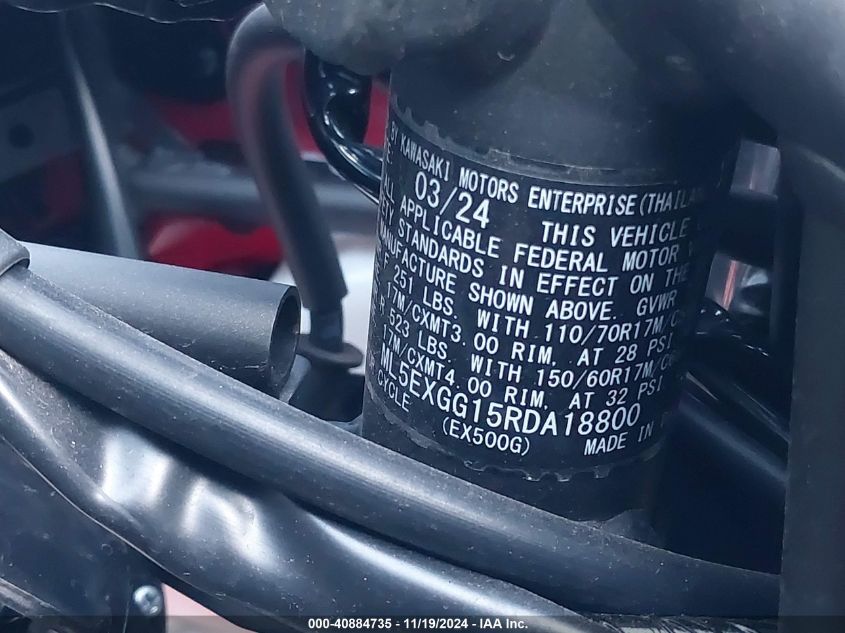 BY KAWASAKI MOTORS ENTERPRISE (THAILAND
03/24 THIS VEHICLE
ALL APPLICABLE FEDERAL MOTOR
STANDARDS IN EFFECT ON THE
MANUFACTURE SHOWN ABOVE. GVWR
F 251 LBS. WITH 110/70R17M/C
17M/CXMT3.00 RIM. AT 28 PSI
R 523 LBS. WITH 150/60R17M/C
17M/CXMT4.00 RIM. AT 32 PSI
ML5EXGG15RDA18800
CYCLE (EX500G) MADE IN
000-40884735 - 11/19/2024 - IAA Inc.